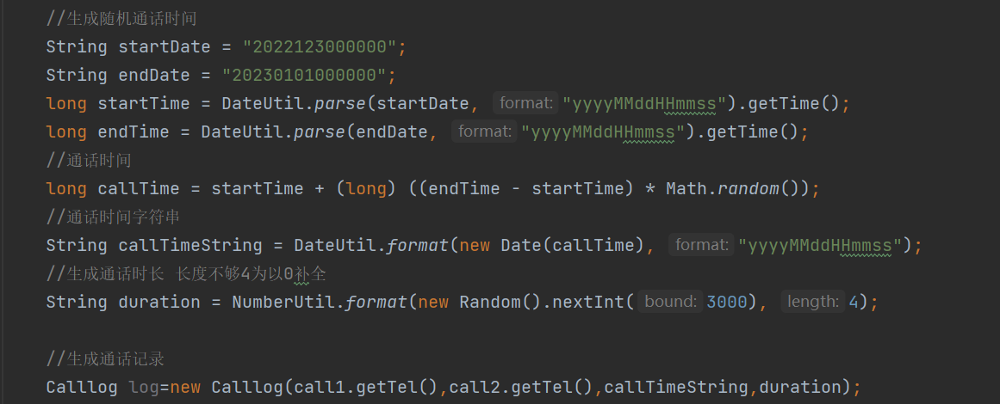 //生成随机通话时间
String startDate = "2022123000000";
String endDate = "20230101000000";
long startTime = DateUtil.parse(startDate, format: "yyyyMMddHHmmss").getTime();
long endTime = DateUtil.parse(endDate, format: "yyyyMMddHHmmss").getTime();
//通话时间
long callTime = startTime + (long) ((endTime - startTime) * Math.random());
//通话时间字符串
String callTimeString = DateUtil.format(new Date(callTime), format: "yyyyMMddHHmmss");
//生成通话时长 长度不够4为以0补全
String duration = NumberUtil.format(new Random().nextInt( bound: 3000), length: 4);
//生成通话记录
Calllog log=new Calllog(call1.getTel(),call2.getTel(),callTimeString,duration);